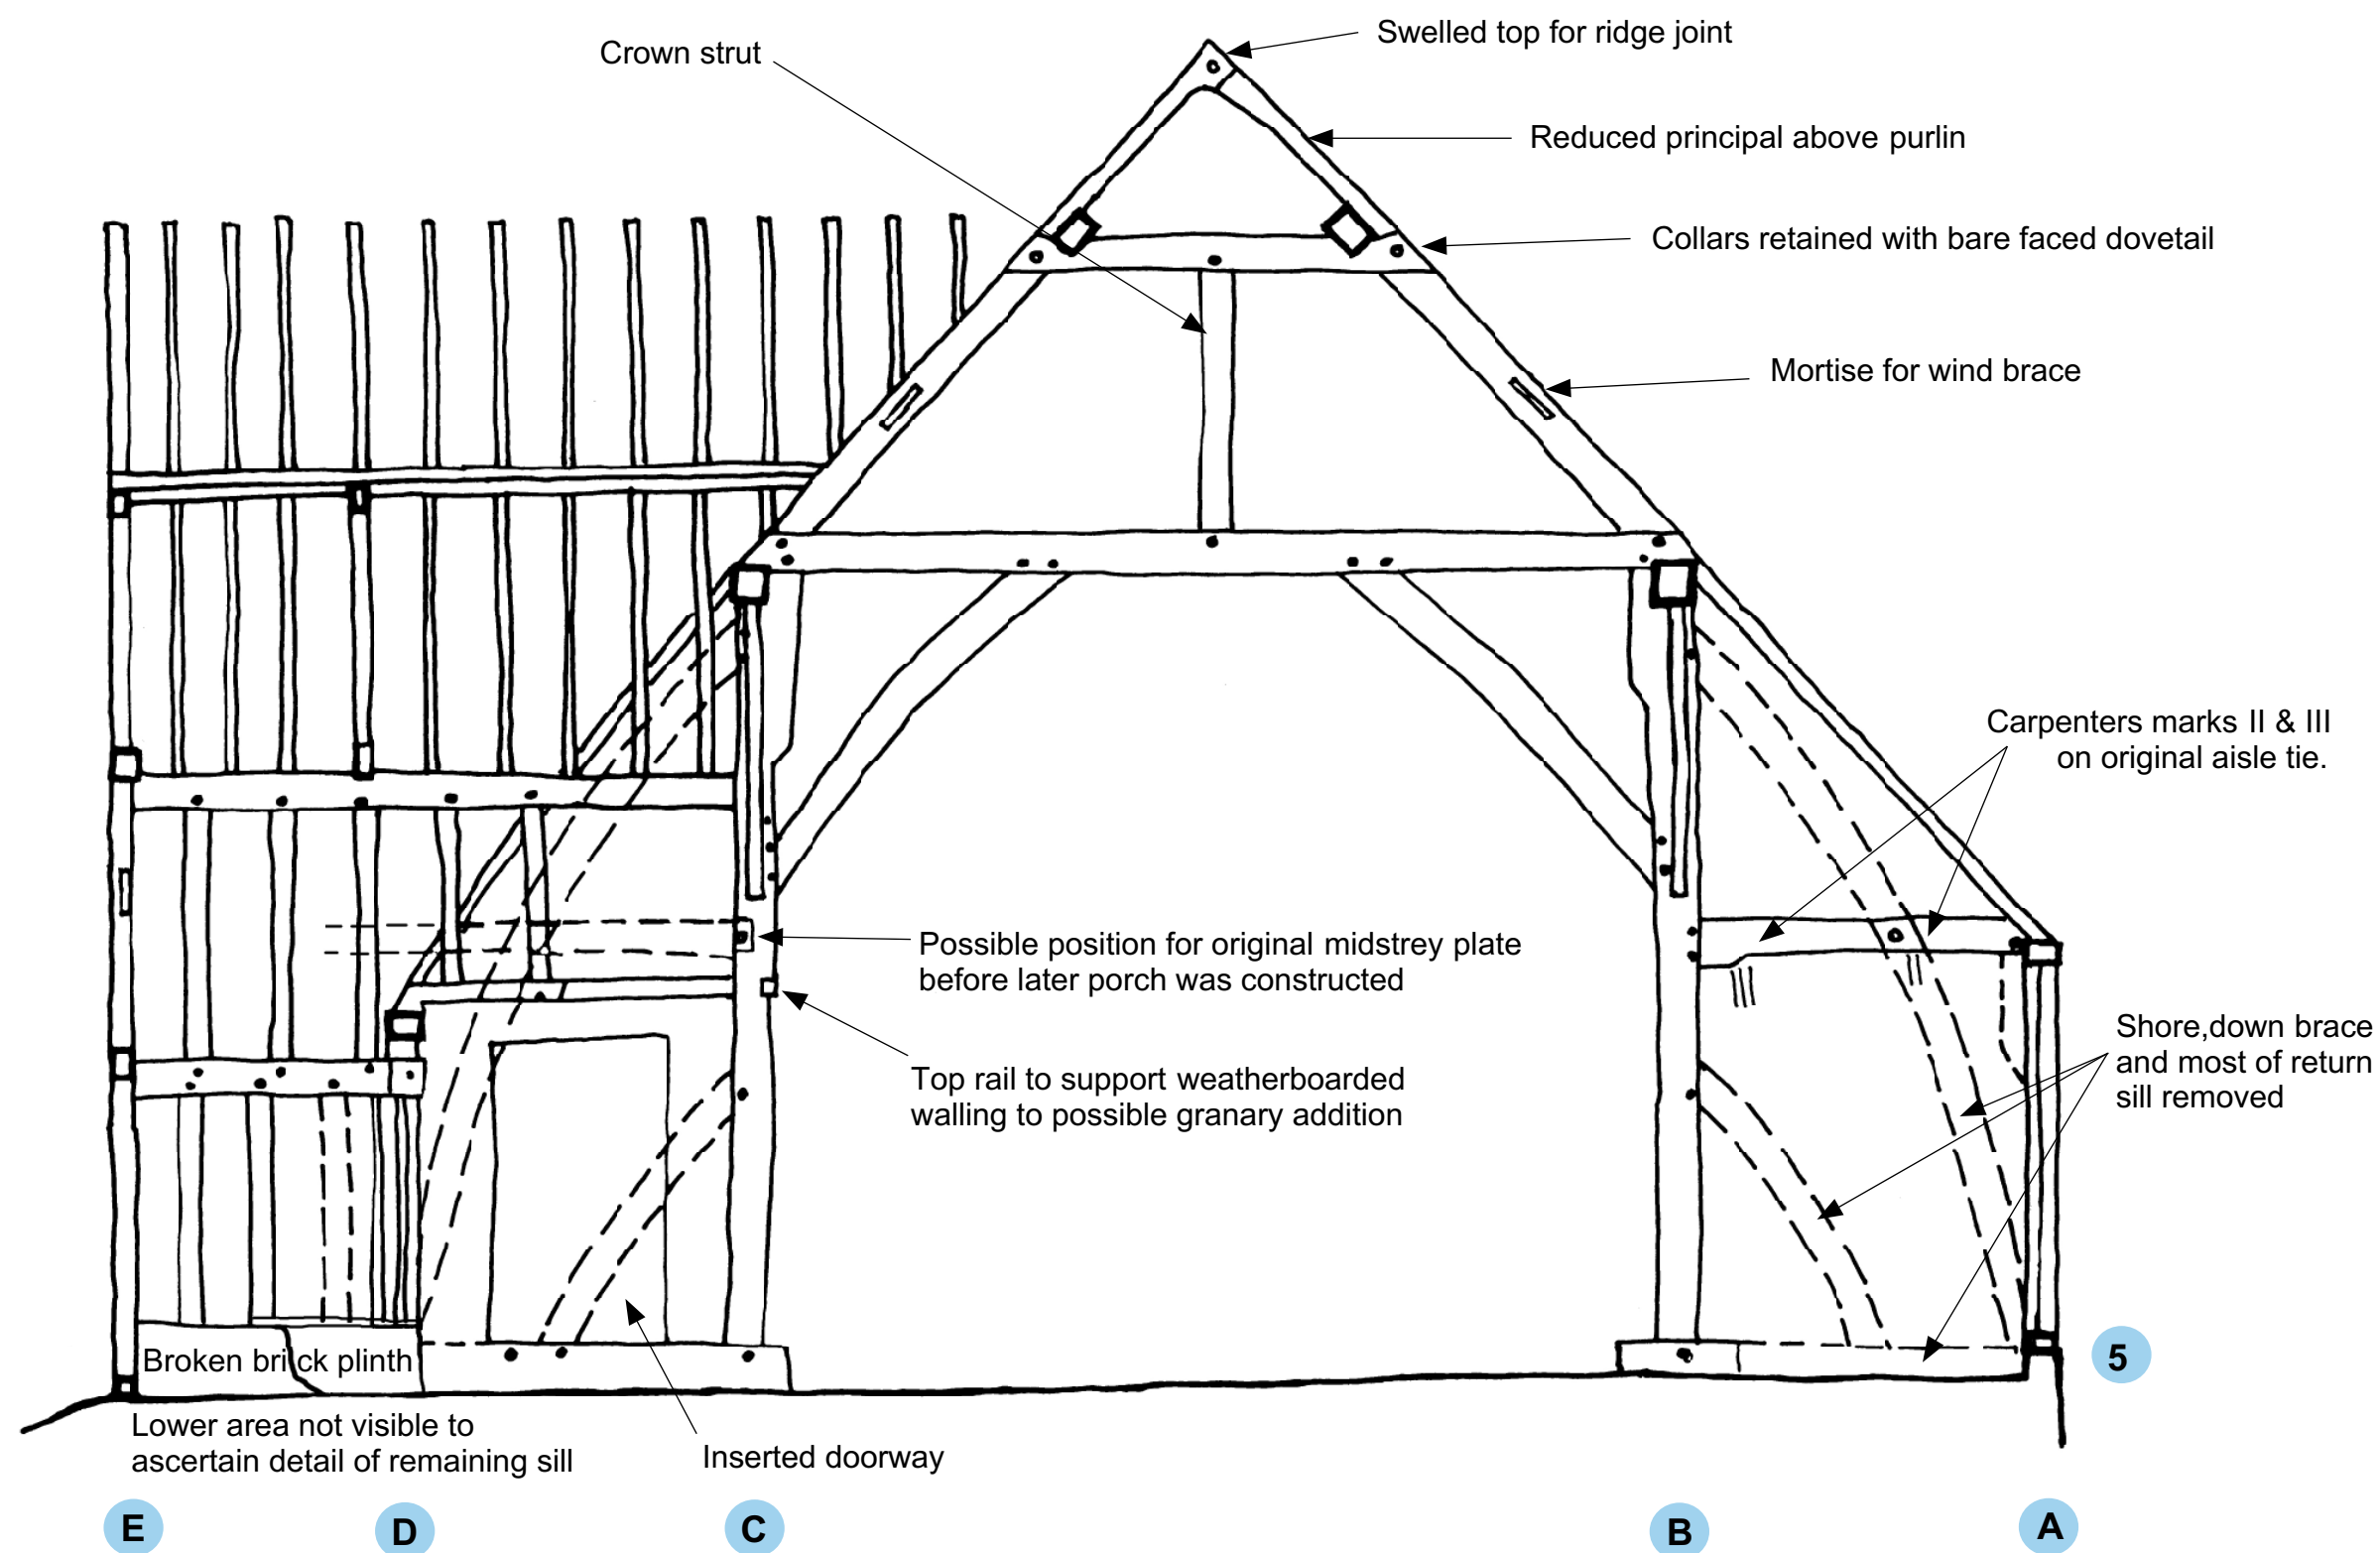 Swelled top for ridge joint
Crown strut
Reduced principal above purlin
Collars retained with bare faced dovetail
Mortise for wind brace
Carpenters marks II & III
on original aisle tie.
Possible position for original midstrey plate
before later porch was constructed
Shore,down brace
and most of return
sill removed
Top rail to support weatherboarded
walling to possible granary addition
5
Broken brick plinth
Lower area not visible to
ascertain detail of remaining sill
Inserted doorway
E
D
C
B
A